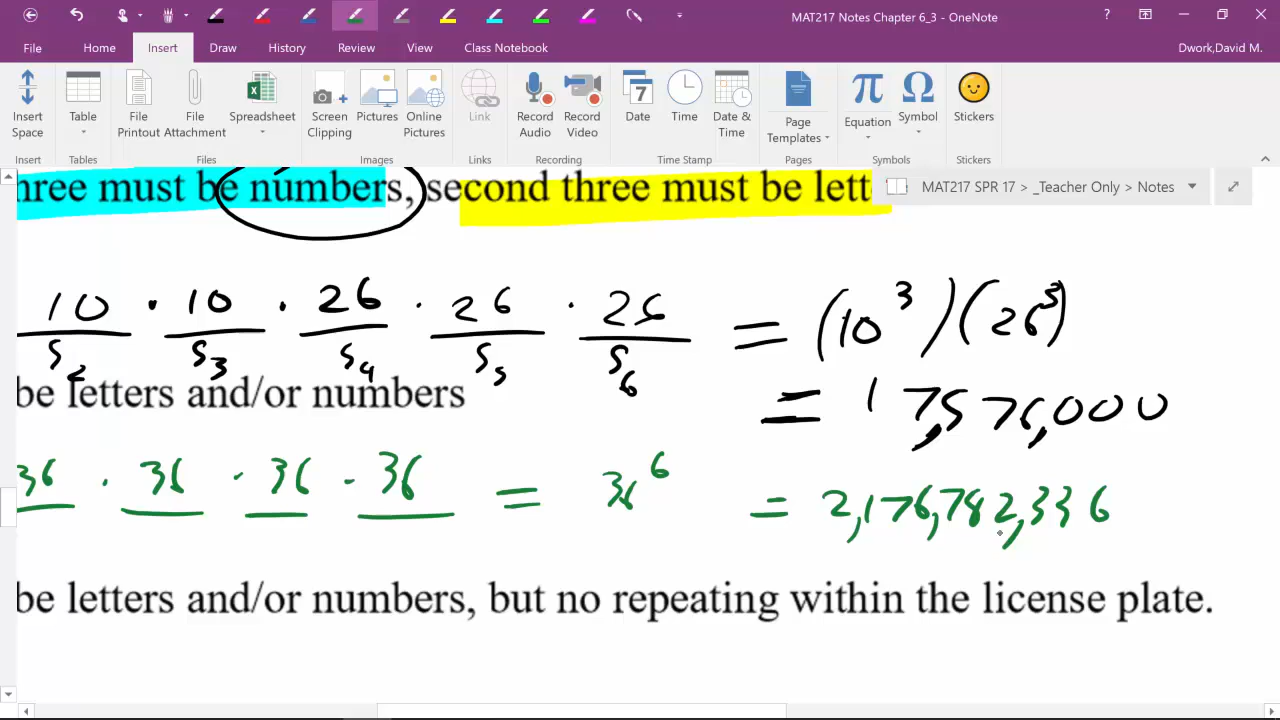 MAT217 Notes Chapter 6_3 - OneNote
?
File Home Insert Draw History Review View Class Notebook Dwork,David M.
Insert Space
Table
File Printout
File Attachment
Spreadsheet
Screen Clipping
Pictures
Online Pictures
Link
Record Audio
Record Video
7
Date
Time
Date & Time
Page Templates
π
Equation
Ω
Symbol
Stickers
Insert Tables Files Images Links Recording Time Stamp Pages Symbols Stickers
hree must be numbers, second three must be lett
MAT217 SPR 17 > _Teacher Only > Notes
10 · 10 · 26 · 26 · 26 = (10³)(26³)
S2 S3 S4 S5 S6
be letters and/or numbers
= 17,576,000
36 · 36 · 36 · 36 = 36⁶ = 2,176,782,336
be letters and/or numbers, but no repeating within the license plate.